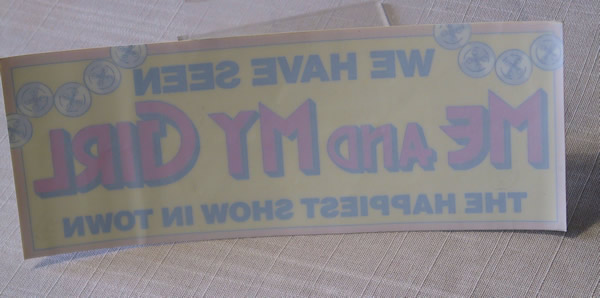 WE HAVE SEEN
ME AND MY GIRL
THE HAPPIEST SHOW IN TOWN